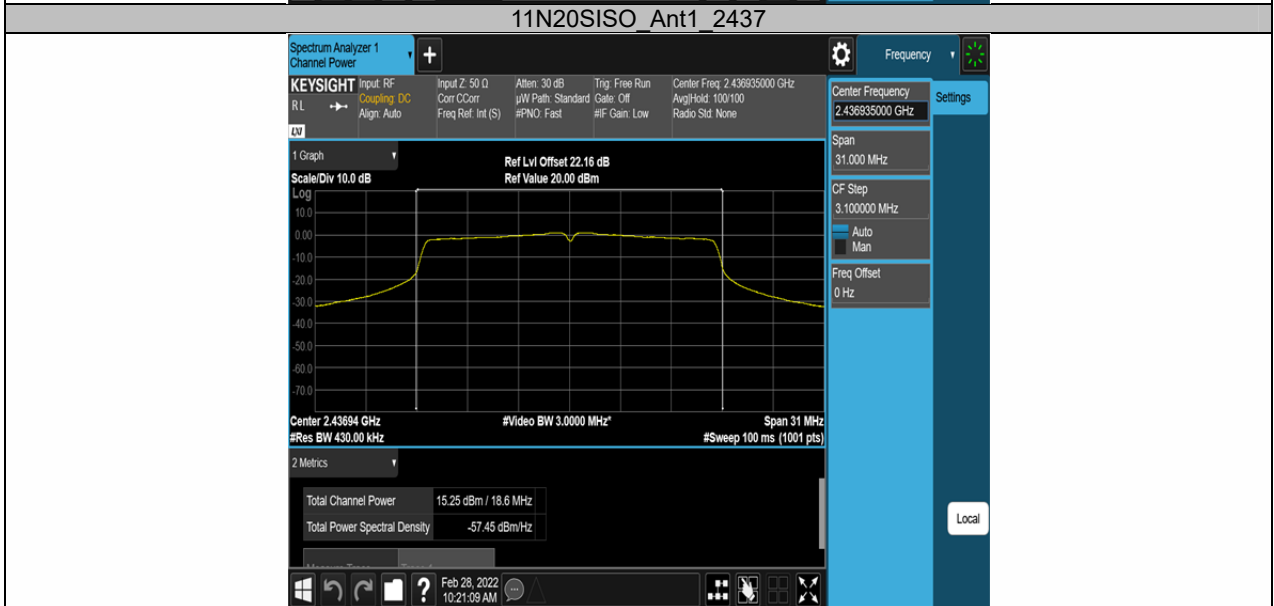 11N20SISO_Ant1_2437
Spectrum Analyzer 1
Channel Power
+
Frequency
KEYSIGHT
RL
LXI
Input: RF
Coupling: DC
Align: Auto
Input Z: 50 Ω
Corr CCorr
Freq Ref: Int (S)
Atten: 30 dB
µW Path: Standard
#PNO: Fast
Trig: Free Run
Gate: Off
#IF Gain: Low
Center Freq: 2.436935000 GHz
Avg|Hold: 100/100
Radio Std: None
Center Frequency
2.436935000 GHz
Settings
Span
31.000 MHz
CF Step
3.100000 MHz
Auto
Man
Freq Offset
0 Hz
1 Graph
Scale/Div 10.0 dB
Ref Lvl Offset 22.16 dB
Ref Value 20.00 dBm
Log
10.0
0.00
-10.0
-20.0
-30.0
-40.0
-50.0
-60.0
-70.0
Center 2.43694 GHz
#Res BW 430.00 kHz
#Video BW 3.0000 MHz*
Span 31 MHz
#Sweep 100 ms (1001 pts)
2 Metrics
Total Channel Power 15.25 dBm / 18.6 MHz
Total Power Spectral Density -57.45 dBm/Hz
Local
?
Feb 28, 2022
10:21:09 AM